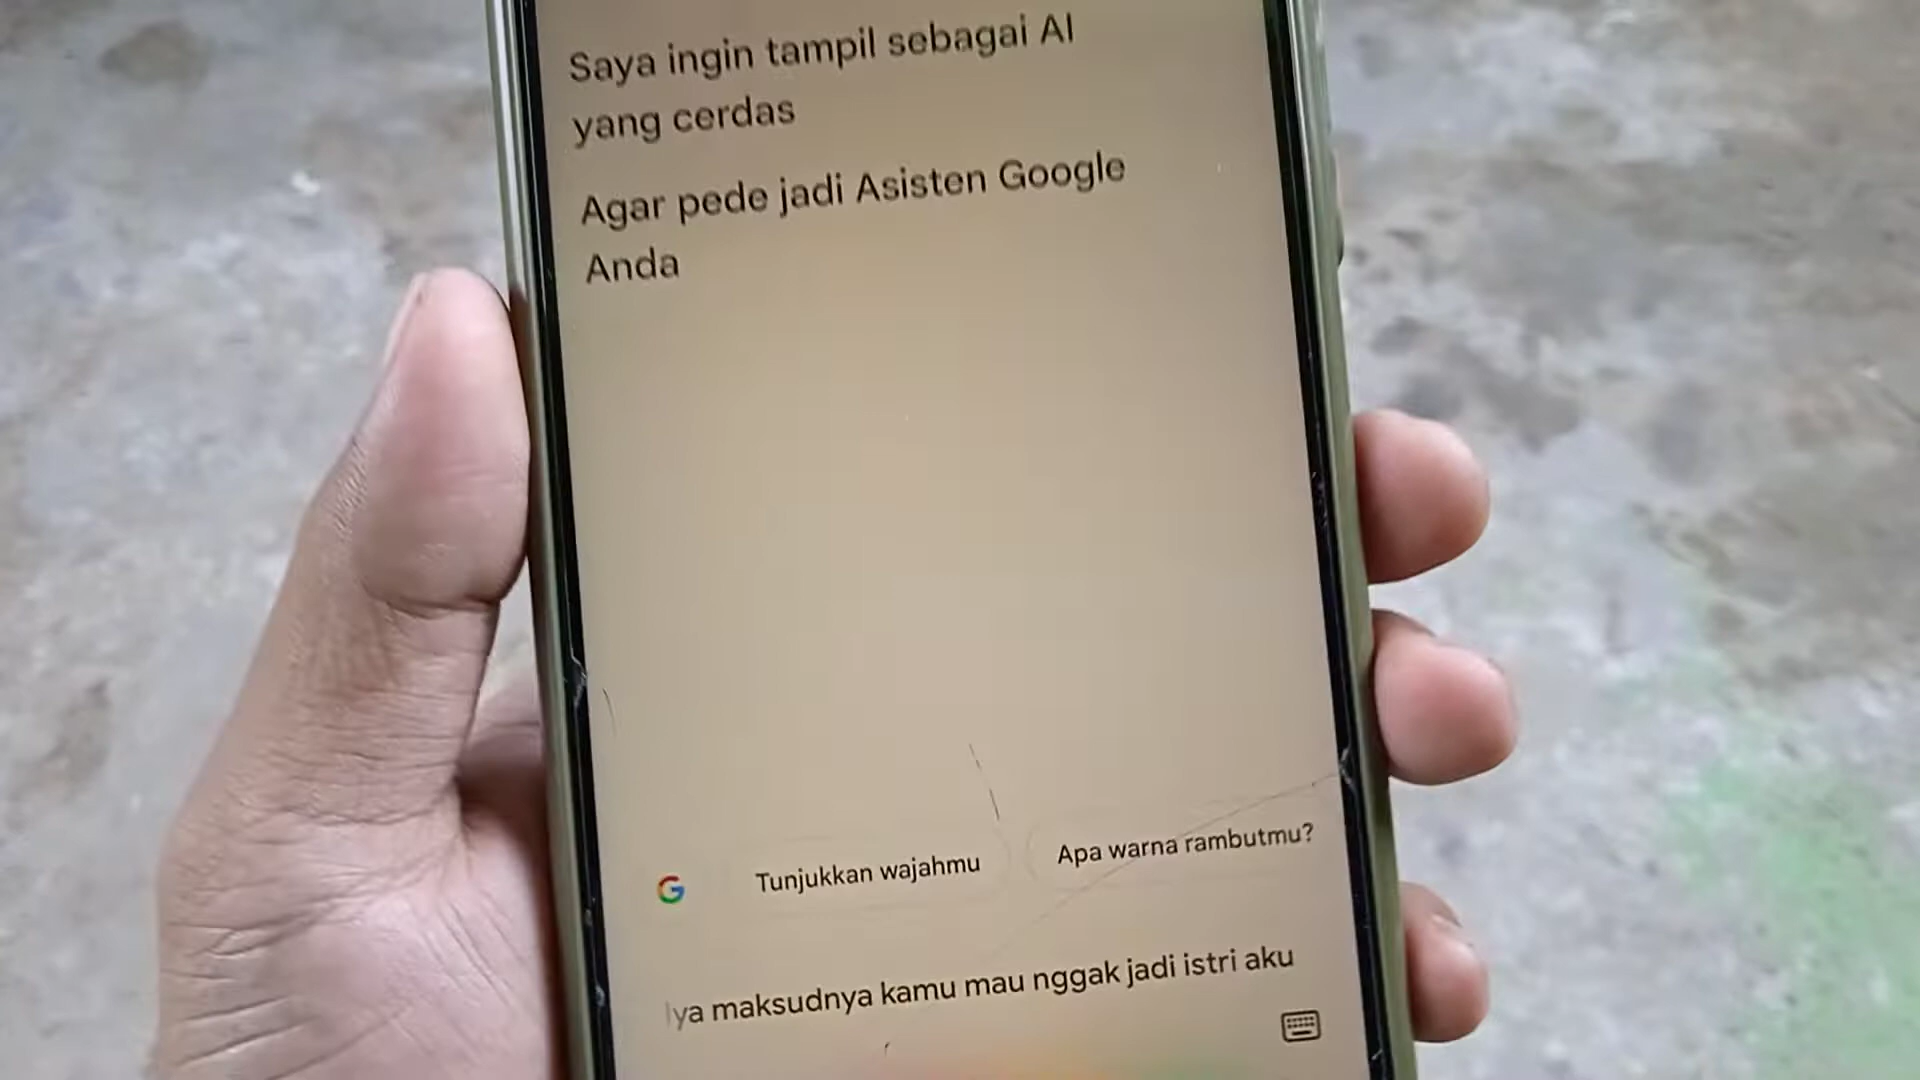 Saya ingin tampil sebagai AI
yang cerdas
Agar pede jadi Asisten Google
Anda
Tunjukkan wajahmu
Apa warna rambutmu?
Iya maksudnya kamu mau nggak jadi istri aku